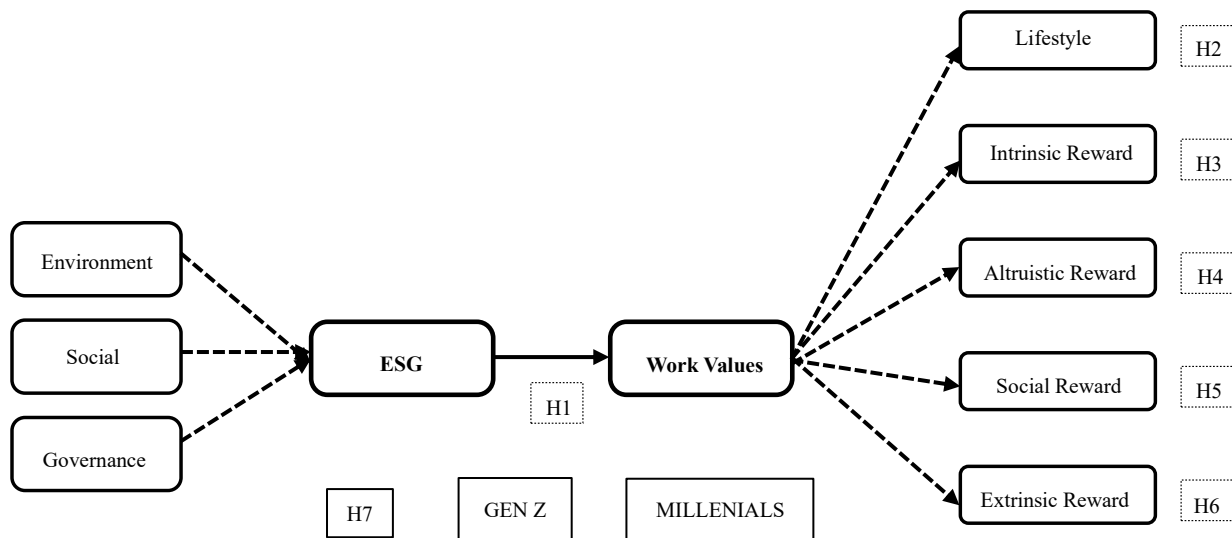 Lifestyle
H2
Intrinsic Reward
H3
Environment
Altruistic Reward
H4
Social
ESG
Work Values
Social Reward
H5
H1
Governance
Extrinsic Reward
H6
H7
GEN Z
MILLENIALS